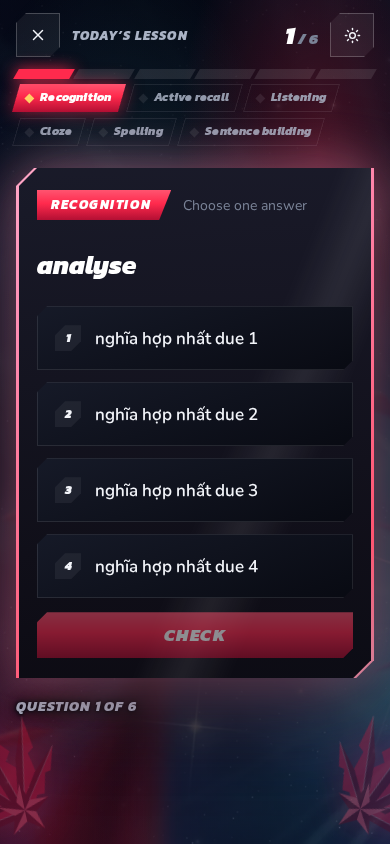 TODAY'S LESSON
1 / 6
Recognition
Active recall
Listening
Cloze
Spelling
Sentence building
RECOGNITION
Choose one answer
analyse
1 nghĩa hợp nhất due 1
2 nghĩa hợp nhất due 2
3 nghĩa hợp nhất due 3
4 nghĩa hợp nhất due 4
CHECK
QUESTION 1 OF 6